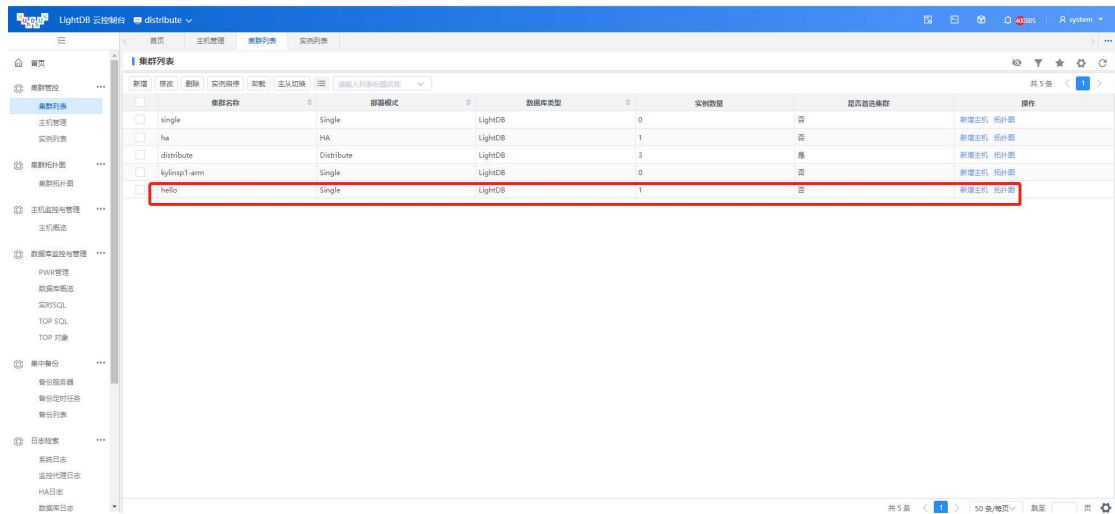 LightDB 云控制台 distribute
400505 system
首页 主机管理 集群列表 实例列表
首页
集群管控
集群列表
主机管理
实例列表
集群拓扑图
集群拓扑图
主机监控与管理
主机概览
数据库监控与管理
PWR管理
数据库概览
实时SQL
TOP SQL
TOP 对象
集中备份
备份服务器
备份定时任务
备份列表
日志检索
系统日志
监控代理日志
HA日志
数据库日志
集群列表
新增 修改 删除 实例启停 卸载 主从切换 请输入列表标题名称 共 5 条 1
集群名称 部署模式 数据库类型 实例数量 是否首选集群 操作
single Single LightDB 0 否 新增主机 拓扑图
ha HA LightDB 1 否 新增主机 拓扑图
distribute Distribute LightDB 3 是 新增主机 拓扑图
kylinsp1-arm Single LightDB 0 否 新增主机 拓扑图
hello Single LightDB 1 否 新增主机 拓扑图
共 5 条 1 50 条/每页 跳至 页